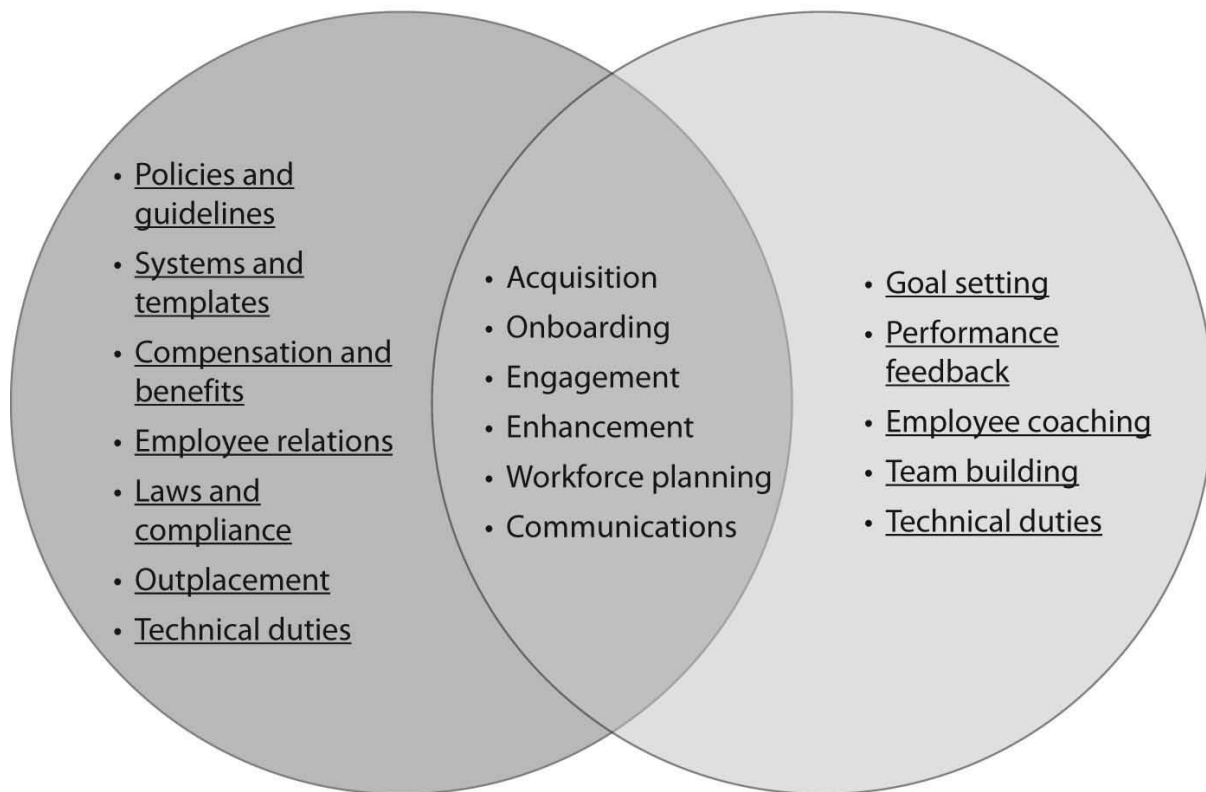 • Policies and
guidelines
• Systems and
templates
• Compensation and
benefits
• Employee relations
• Laws and
compliance
• Outplacement
• Technical duties
• Acquisition
• Onboarding
• Engagement
• Enhancement
• Workforce planning
• Communications
• Goal setting
• Performance
feedback
• Employee coaching
• Team building
• Technical duties